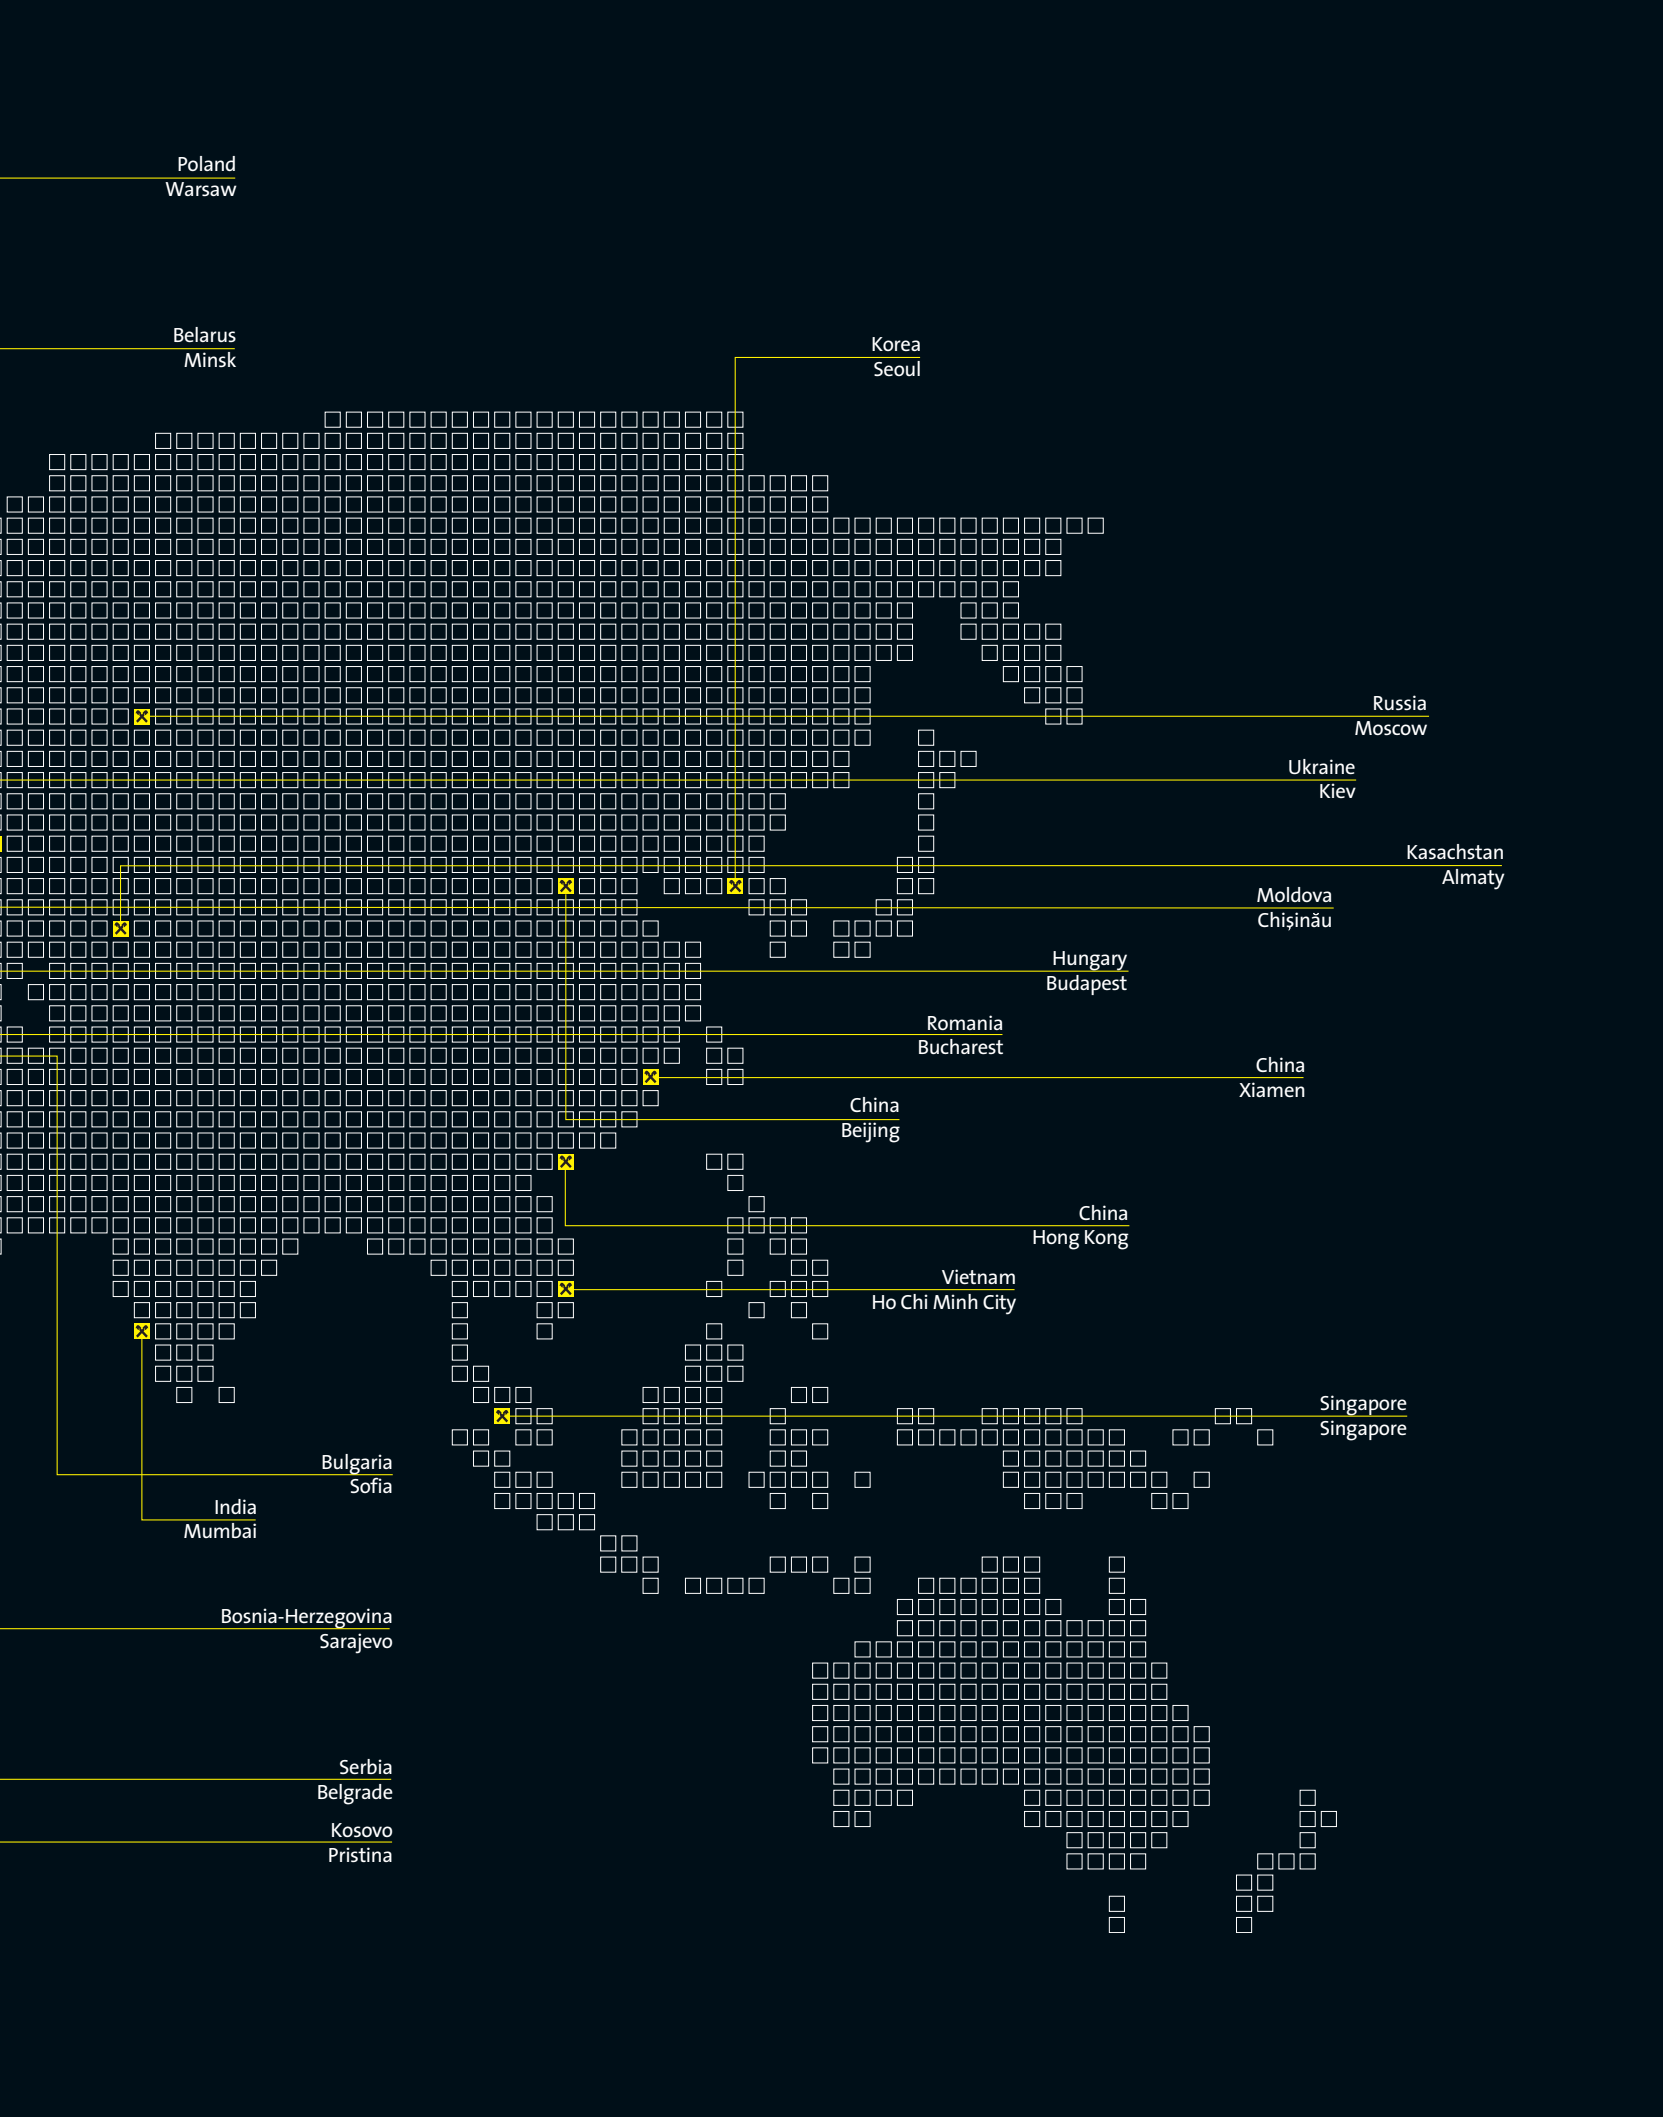 Poland
Warsaw
Belarus
Minsk
Korea
Seoul
Russia
Moscow
Ukraine
Kiev
Kasachstan
Almaty
Moldova
Chișinău
Hungary
Budapest
Romania
Bucharest
China
Xiamen
China
Beijing
China
Hong Kong
Vietnam
Ho Chi Minh City
Singapore
Singapore
Bulgaria
Sofia
India
Mumbai
Bosnia-Herzegovina
Sarajevo
Serbia
Belgrade
Kosovo
Pristina